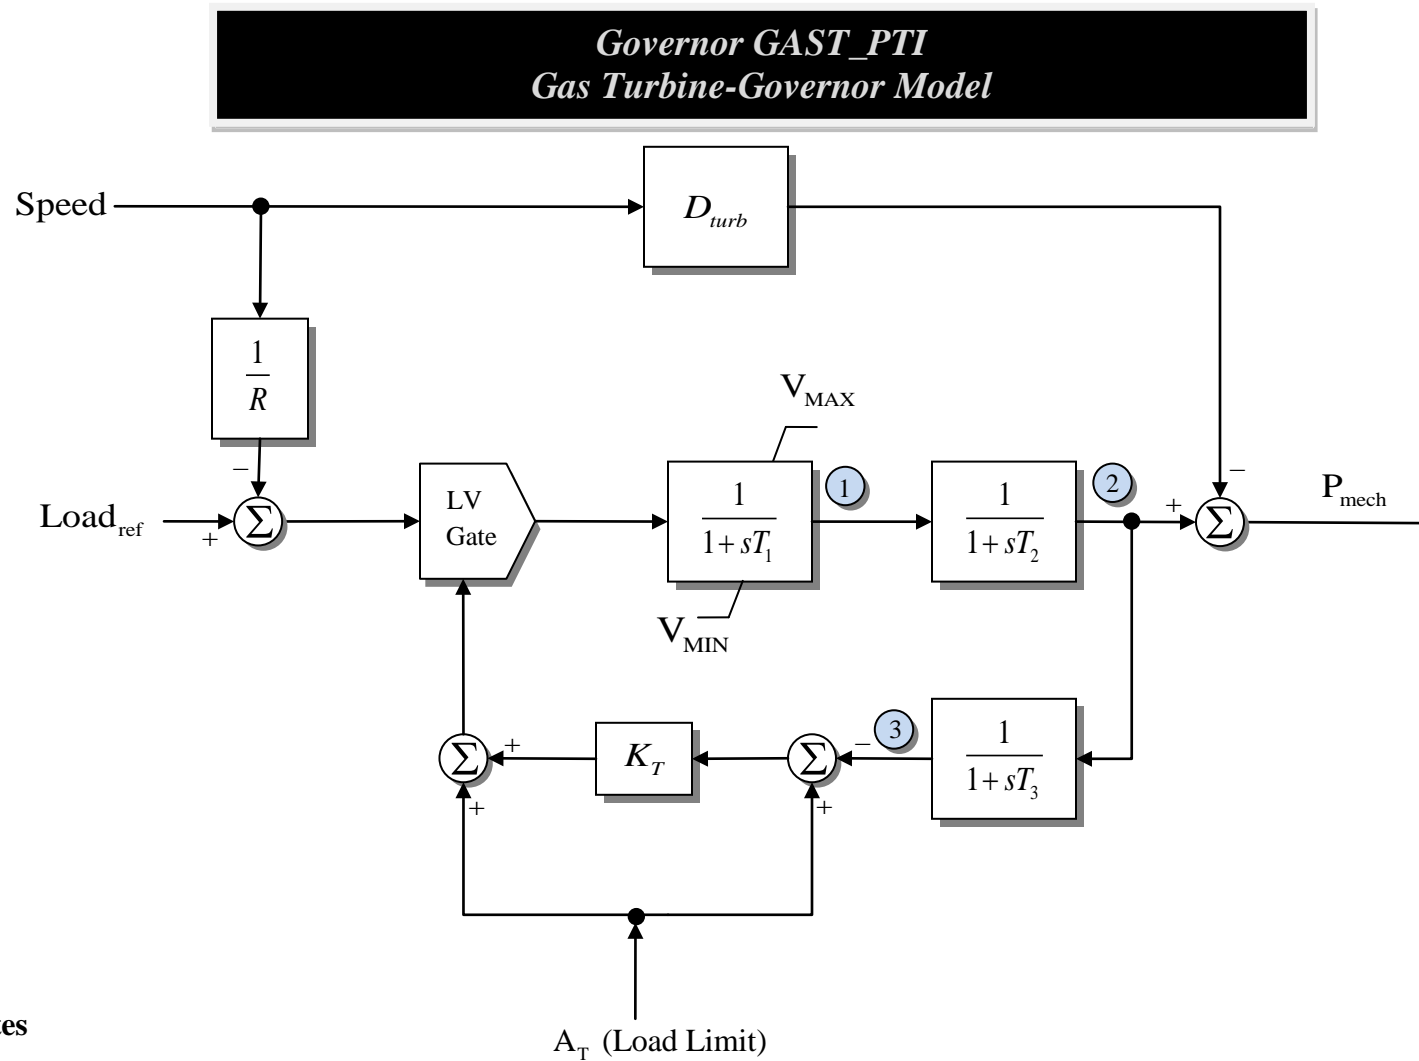 Governor GAST_PTI
Gas Turbine-Governor Model
Speed
D_turb
1
R
V_MAX
−
−
LV
Gate
1
1 + sT_1
1
1
1 + sT_2
2
+
P_mech
Load_ref
+
Σ
Σ
V_MIN
Σ
+
K_T
Σ
−
3
1
1 + sT_3
+
+
A_T (Load Limit)
tes